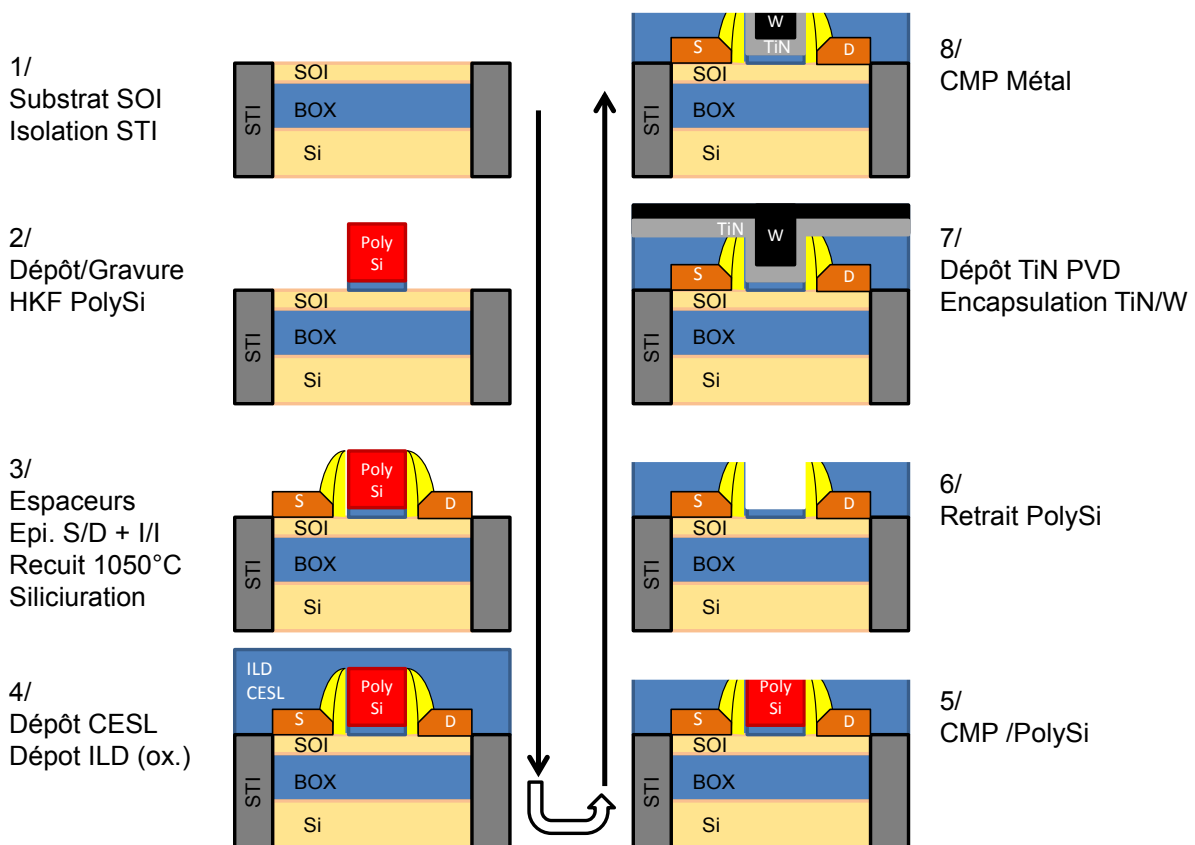 1/
Substrat SOI
Isolation STI
SOI
BOX
Si
STI
2/
Dépôt/Gravure
HKF PolySi
Poly
Si
SOI
BOX
Si
STI
3/
Espaceurs
Epi. S/D + I/I
Recuit 1050°C
Siliciuration
Poly
Si
S
D
SOI
BOX
Si
STI
4/
Dépôt CESL
Dépot ILD (ox.)
ILD
CESL
Poly
Si
S
D
SOI
BOX
Si
STI
5/
CMP /PolySi
Poly
Si
S
D
SOI
BOX
Si
STI
6/
Retrait PolySi
S
D
SOI
BOX
Si
STI
7/
Dépôt TiN PVD
Encapsulation TiN/W
TiN
W
S
D
SOI
BOX
Si
STI
8/
CMP Métal
W
TiN
S
D
SOI
BOX
Si
STI